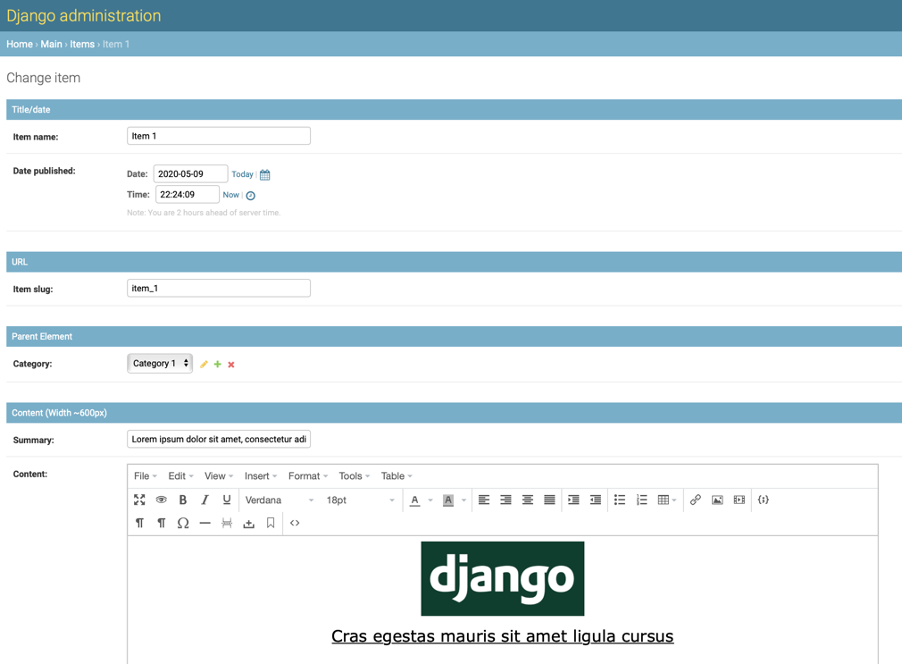 Django administration
Home › Main › Items › Item 1
Change item
Title/date
Item name: Item 1
Date published: Date: 2020-05-09 Today |
Time: 22:24:09 Now |
Note: You are 2 hours ahead of server time.
URL
Item slug: item_1
Parent Element
Category: Category 1
Content (Width ~600px)
Summary: Lorem ipsum dolor sit amet, consectetur adi
Content: File Edit View Insert Format Tools Table
B I U Verdana 18pt A A {;}
¶ ¶ Ω — <>
django
Cras egestas mauris sit amet ligula cursus